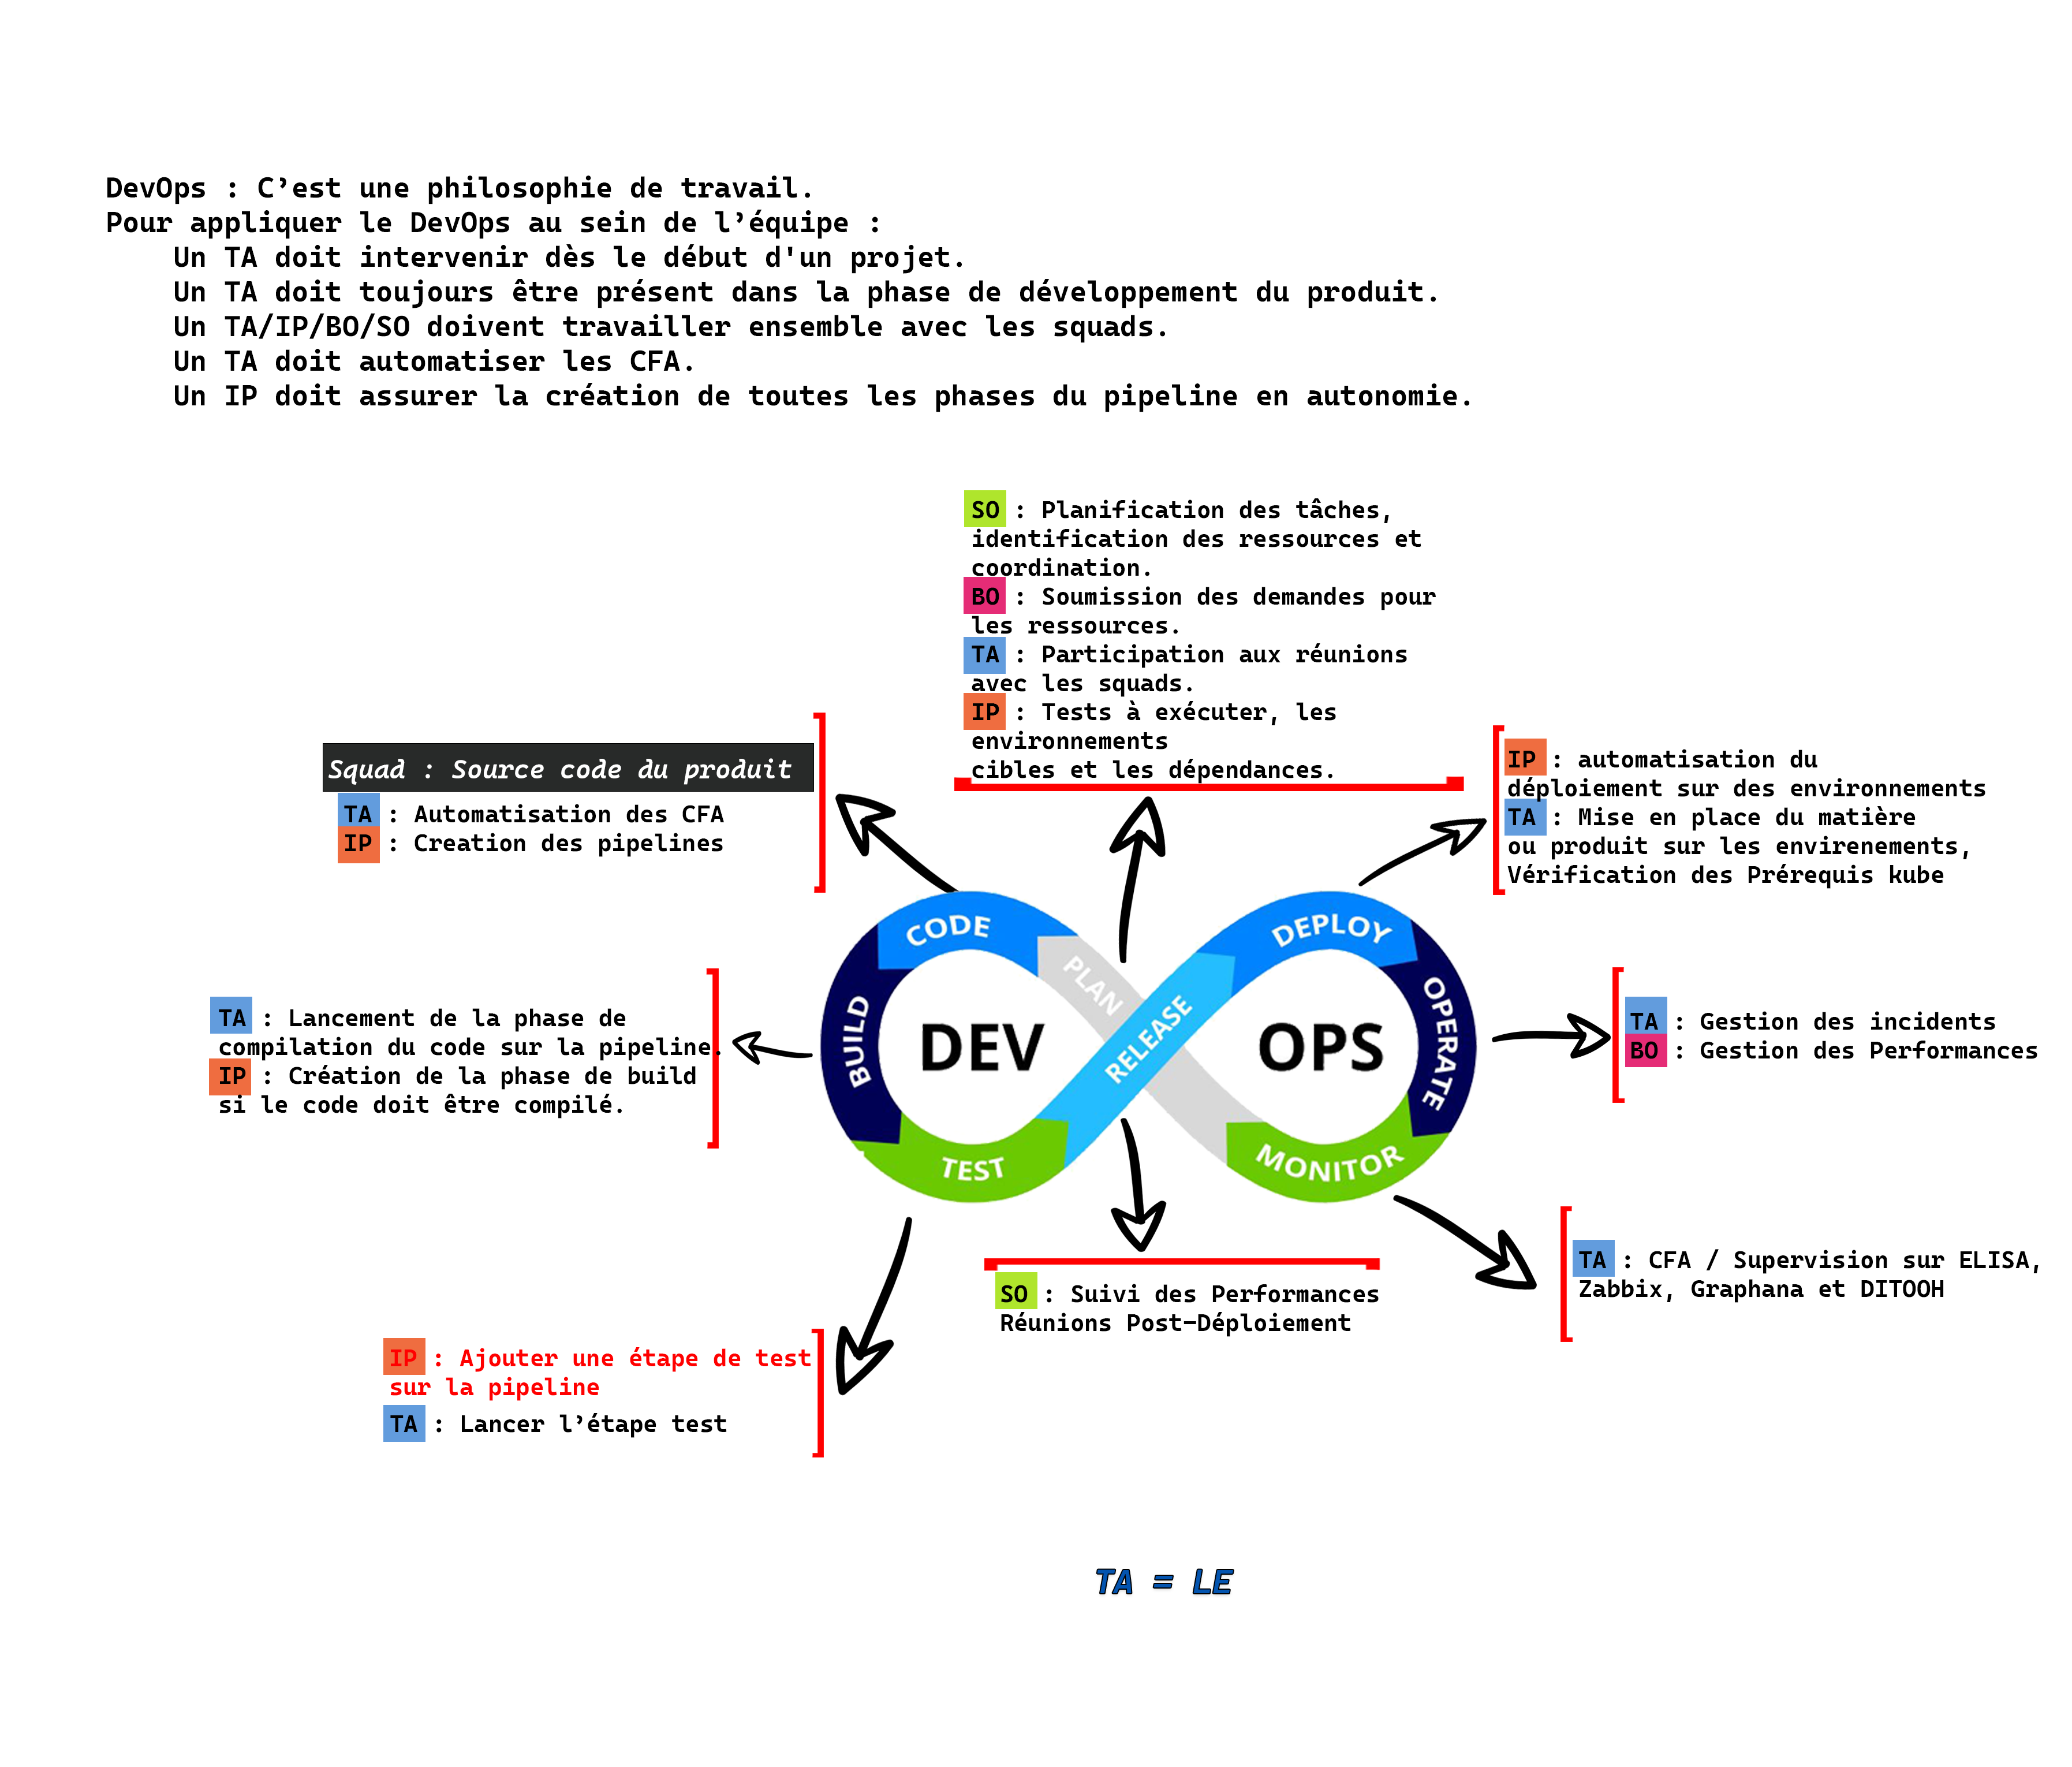 DevOps : C’est une philosophie de travail.
Pour appliquer le DevOps au sein de l’équipe :
Un TA doit intervenir dès le début d'un projet.
Un TA doit toujours être présent dans la phase de développement du produit.
Un TA/IP/BO/SO doivent travailler ensemble avec les squads.
Un TA doit automatiser les CFA.
Un IP doit assurer la création de toutes les phases du pipeline en autonomie.
SO : Planification des tâches,
identification des ressources et
coordination.
BO : Soumission des demandes pour
les ressources.
TA : Participation aux réunions
avec les squads.
IP : Tests à exécuter, les
environnements
cibles et les dépendances.
Squad : Source code du produit
TA : Automatisation des CFA
IP : Creation des pipelines
IP : automatisation du
déploiement sur des environnements
TA : Mise en place du matière
ou produit sur les envirenements,
Vérification des Prérequis kube
TA : Lancement de la phase de
compilation du code sur la pipeline.
IP : Création de la phase de build
si le code doit être compilé.
CODE
PLAN
BUILD
DEV
TEST
RELEASE
DEPLOY
OPS
OPERATE
MONITOR
TA : Gestion des incidents
BO : Gestion des Performances
TA : CFA / Supervision sur ELISA,
Zabbix, Graphana et DITOOH
SO : Suivi des Performances
Réunions Post-Déploiement
IP : Ajouter une étape de test
sur la pipeline
TA : Lancer l’étape test
TA = LE